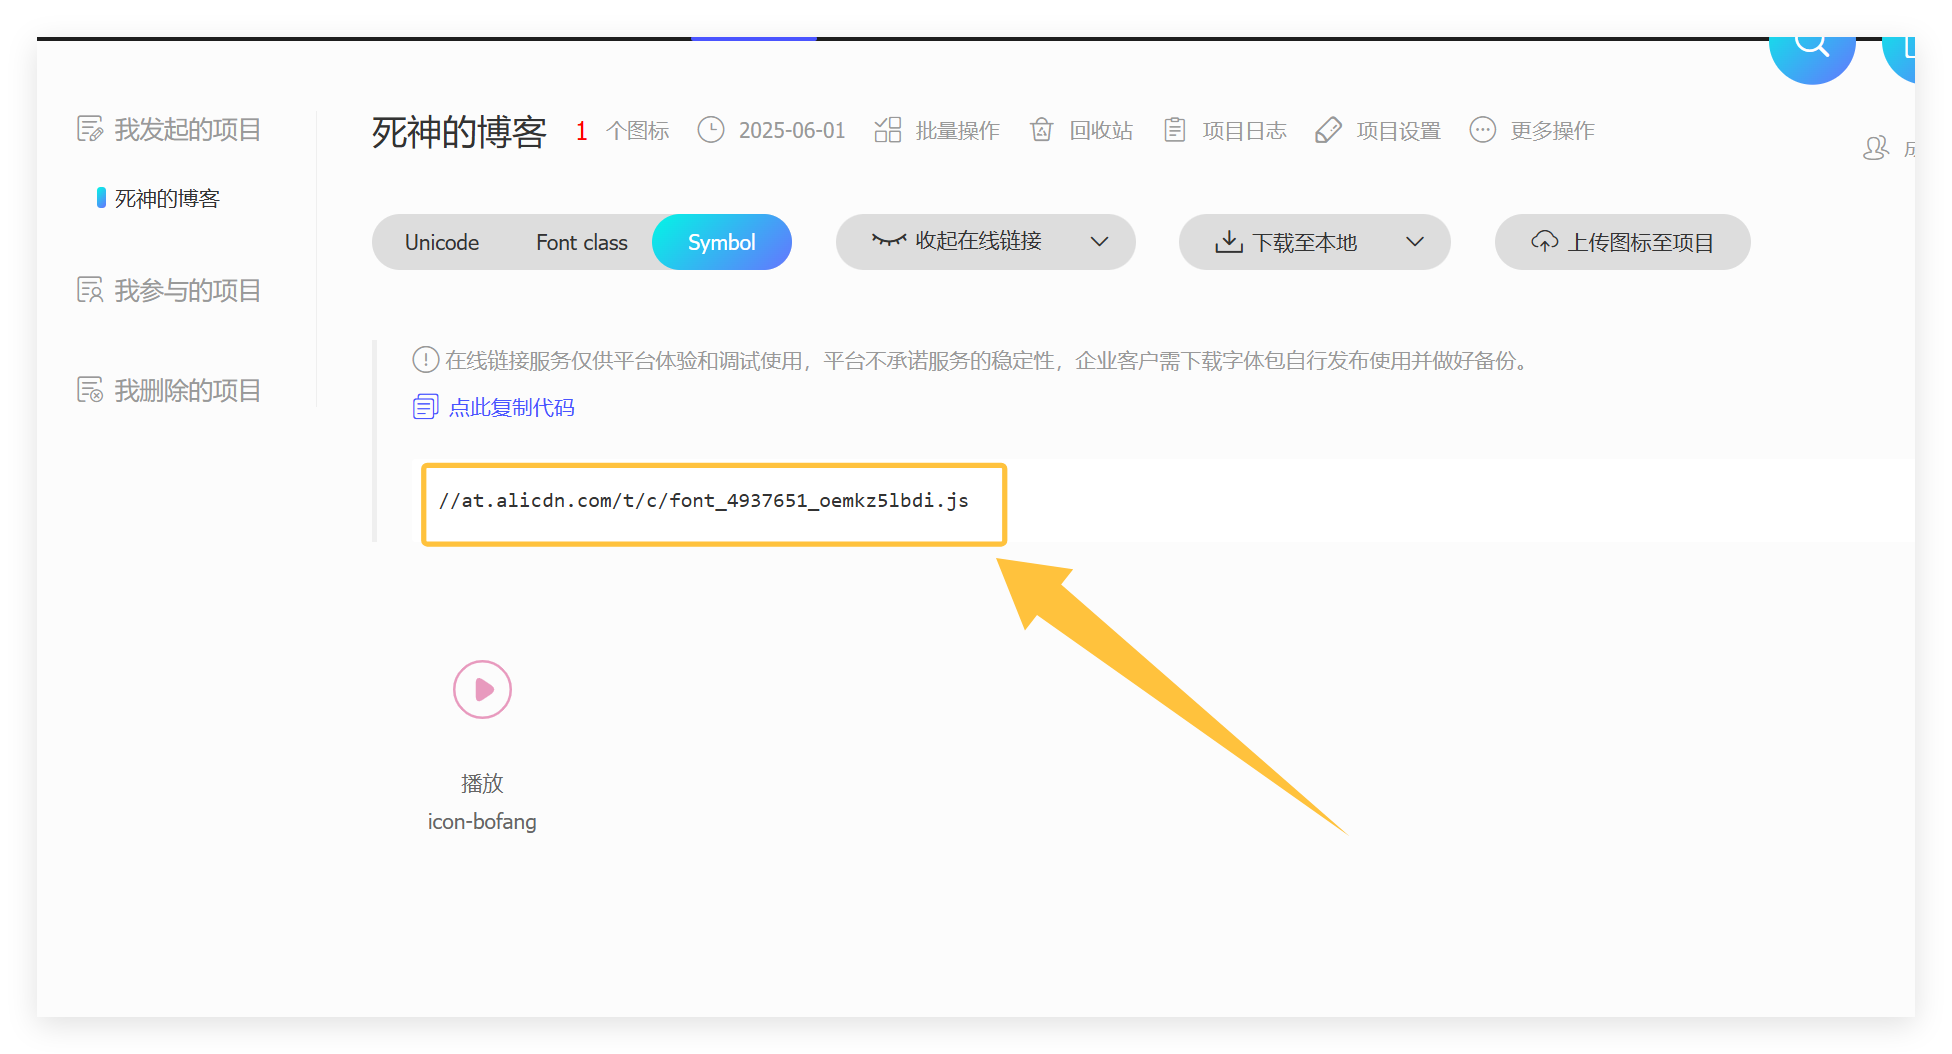 我发起的项目
死神的博客
我参与的项目
我删除的项目
死神的博客 1 个图标 2025-06-01 批量操作 回收站 项目日志 项目设置 更多操作
Unicode Font class Symbol 收起在线链接 下载至本地 上传图标至项目
在线链接服务仅供平台体验和调试使用，平台不承诺服务的稳定性，企业客户需下载字体包自行发布使用并做好备份。
点此复制代码
//at.alicdn.com/t/c/font_4937651_oemkz5lbdi.js
播放
icon-bofang